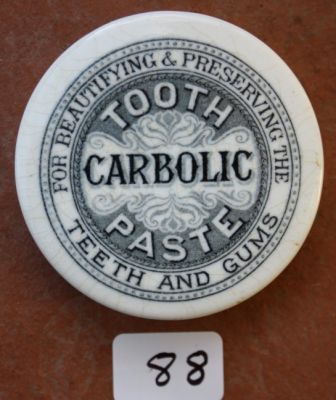 FOR BEAUTIFYING & PRESERVING THE
TEETH AND GUMS
TOOTH
CARBOLIC
PASTE
88